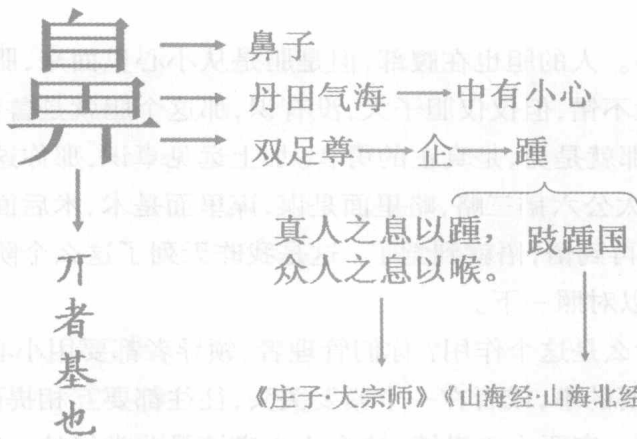 鼻
鼻子
丹田气海 中有小心
双足尊 企 踵
真人之息以踵,
众人之息以喉。
跂踵国
丌者基也
《庄子·大宗师》《山海经·山海北经